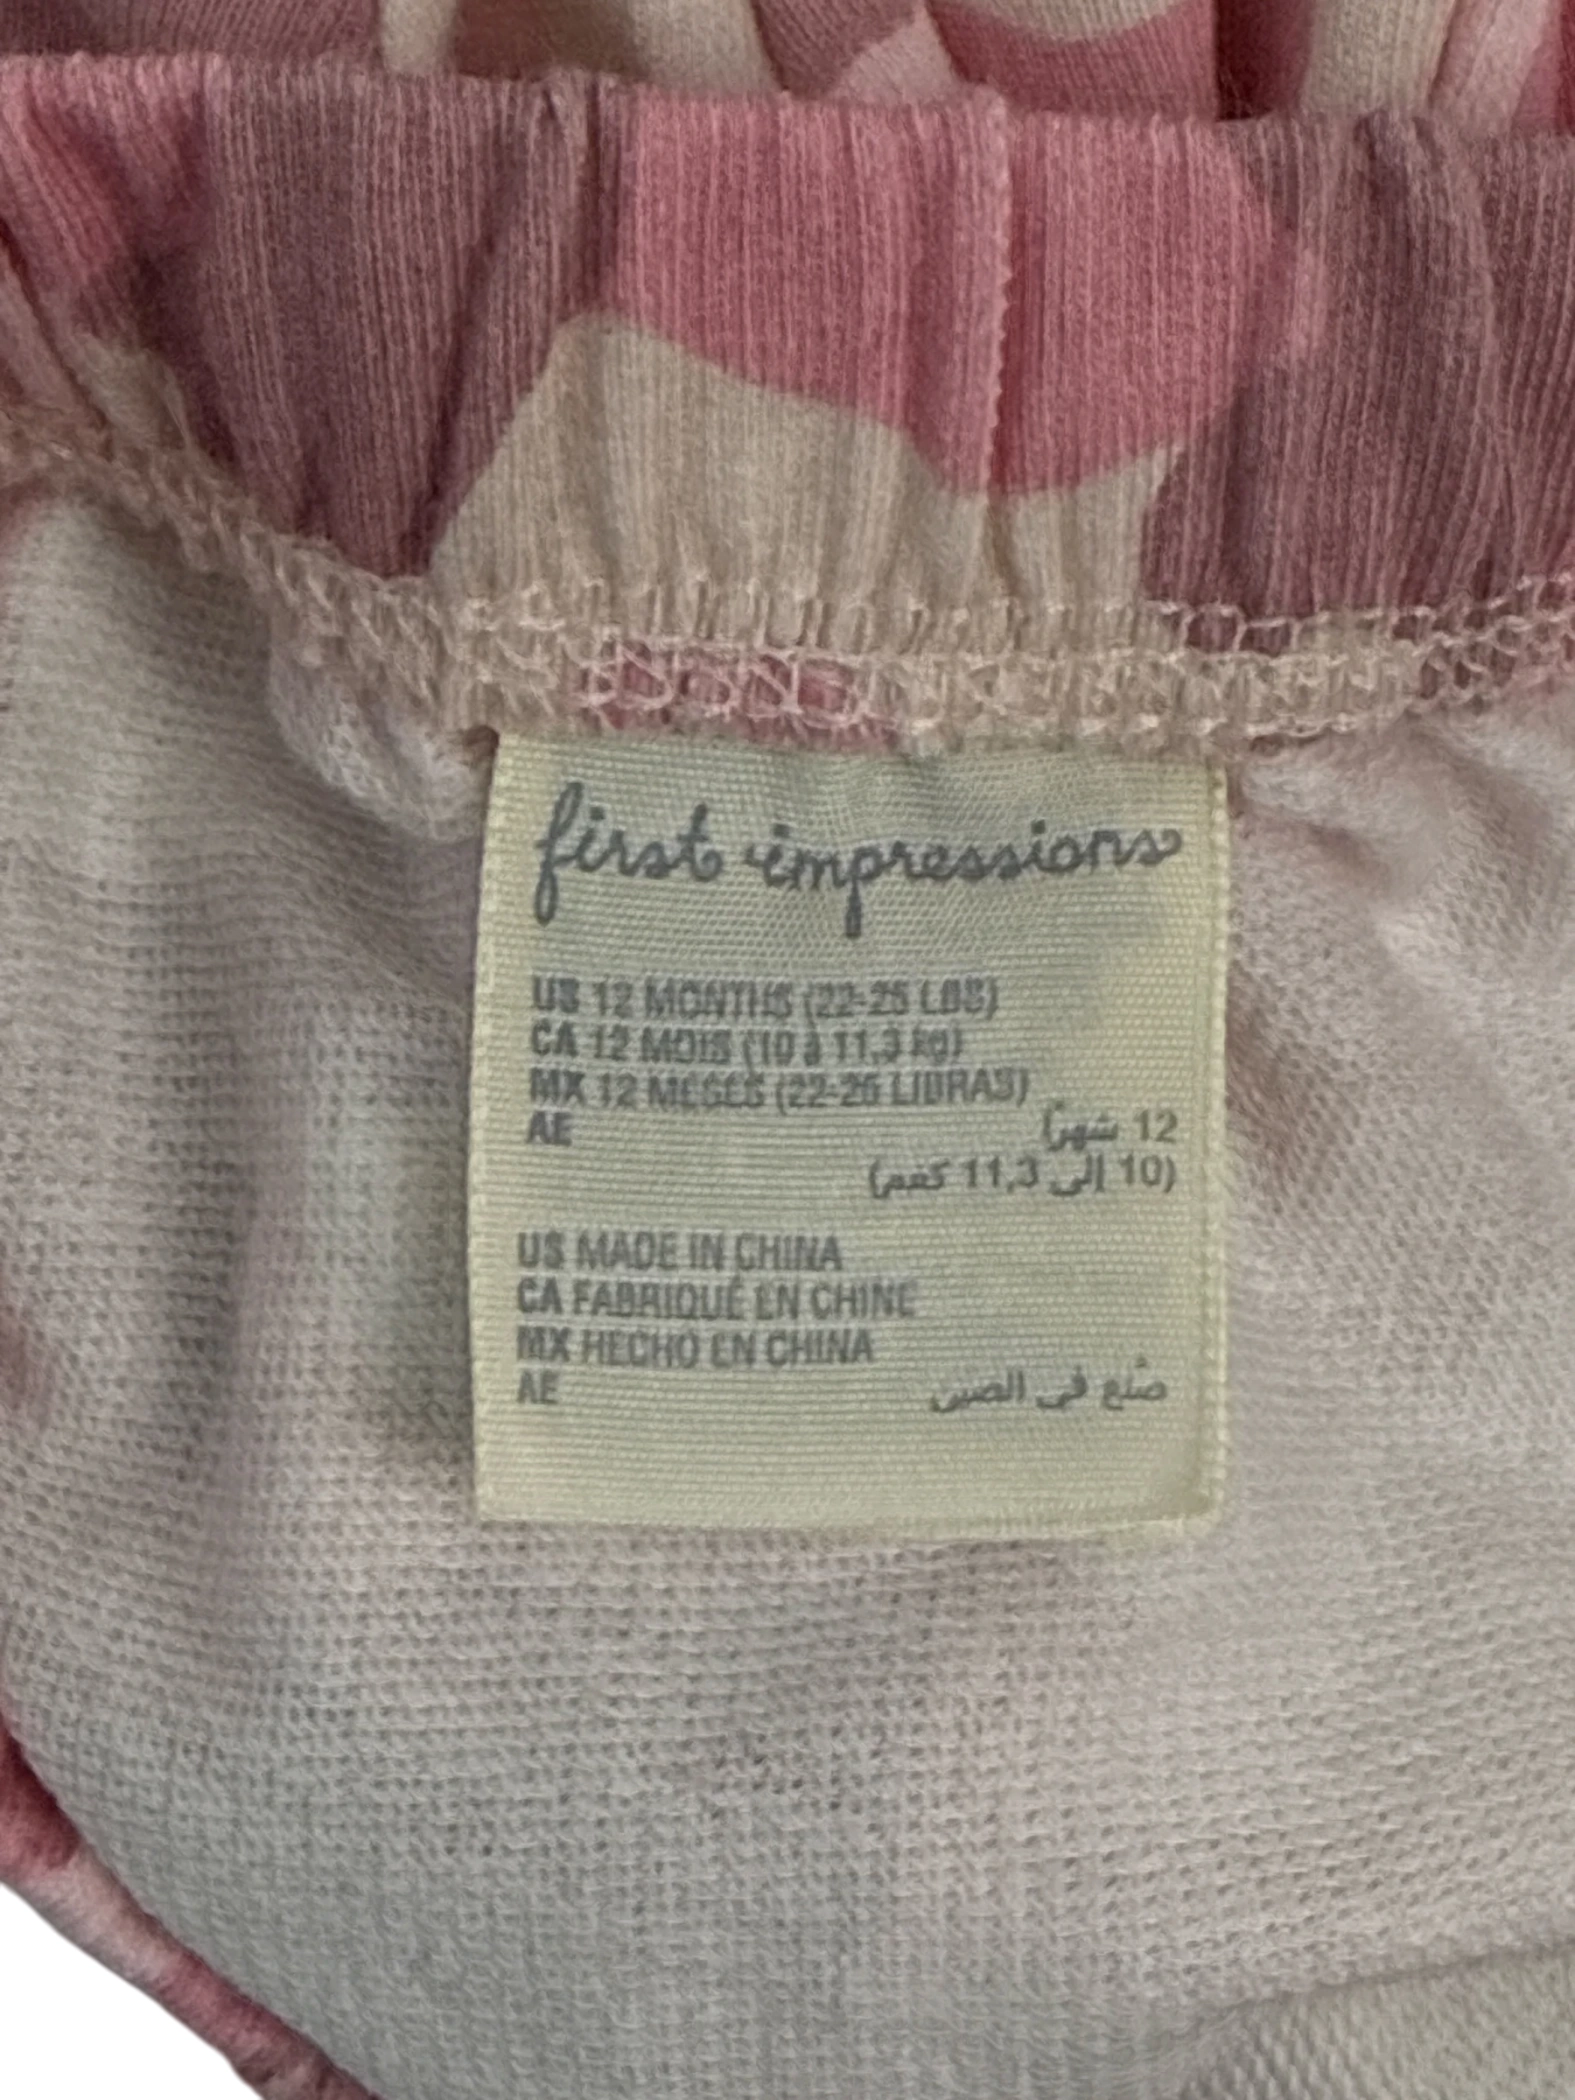 first impressions
US 12 MONTHS (22-25 LBS)
CA 12 MOIS (10 à 11,3 kg)
MX 12 MESES (22-25 LIBRAS)
AE 12 شهرًا
(10 إلى 11,3 كغم)
US MADE IN CHINA
CA FABRIQUÉ EN CHINE
MX HECHO EN CHINA
AE صُنع في الصين